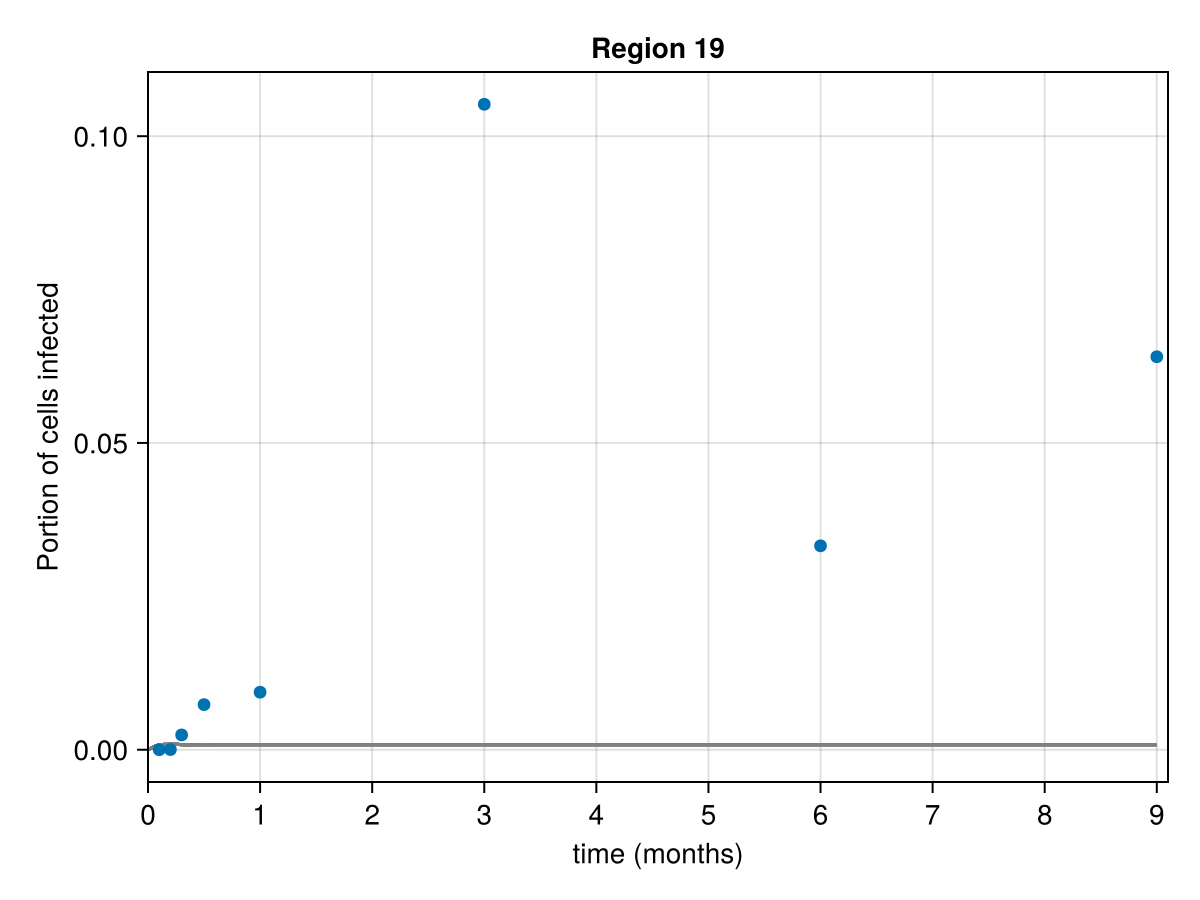 Region 19
Portion of cells infected
0.10
0.05
0.00
0 1 2 3 4 5 6 7 8 9
time (months)